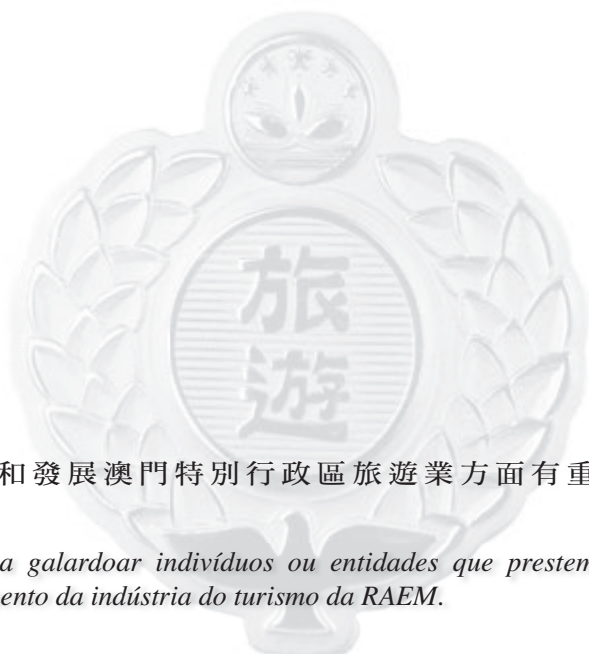 旅
遊
和發展澳門特別行政區旅遊業方面有重
a galardoar indivíduos ou entidades que prestem
ento da indústria do turismo da RAEM.